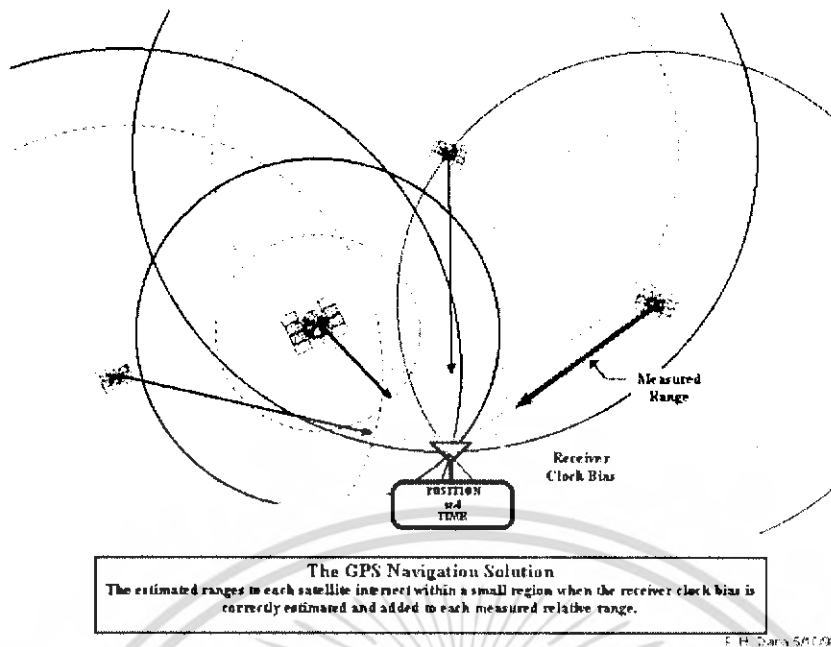 Measured
Range
Receiver
Clock Bias
POSITION
and
TIME
The GPS Navigation Solution
The estimated ranges to each satellite intersect within a small region when the receiver clock bias is
correctly estimated and added to each measured relative range.
P. H. Dana